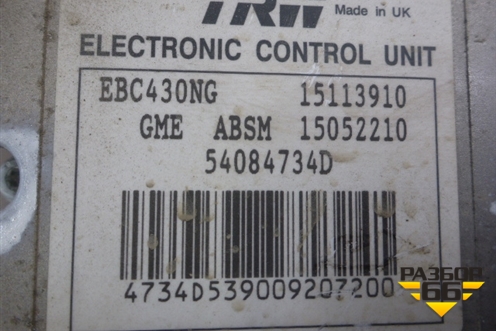 TRW
Made in UK
ELECTRONIC CONTROL UNIT
EBC430NG 15113910
GME ABSM 15052210
54084734D
4734D539009207200
РАЗБОР
66